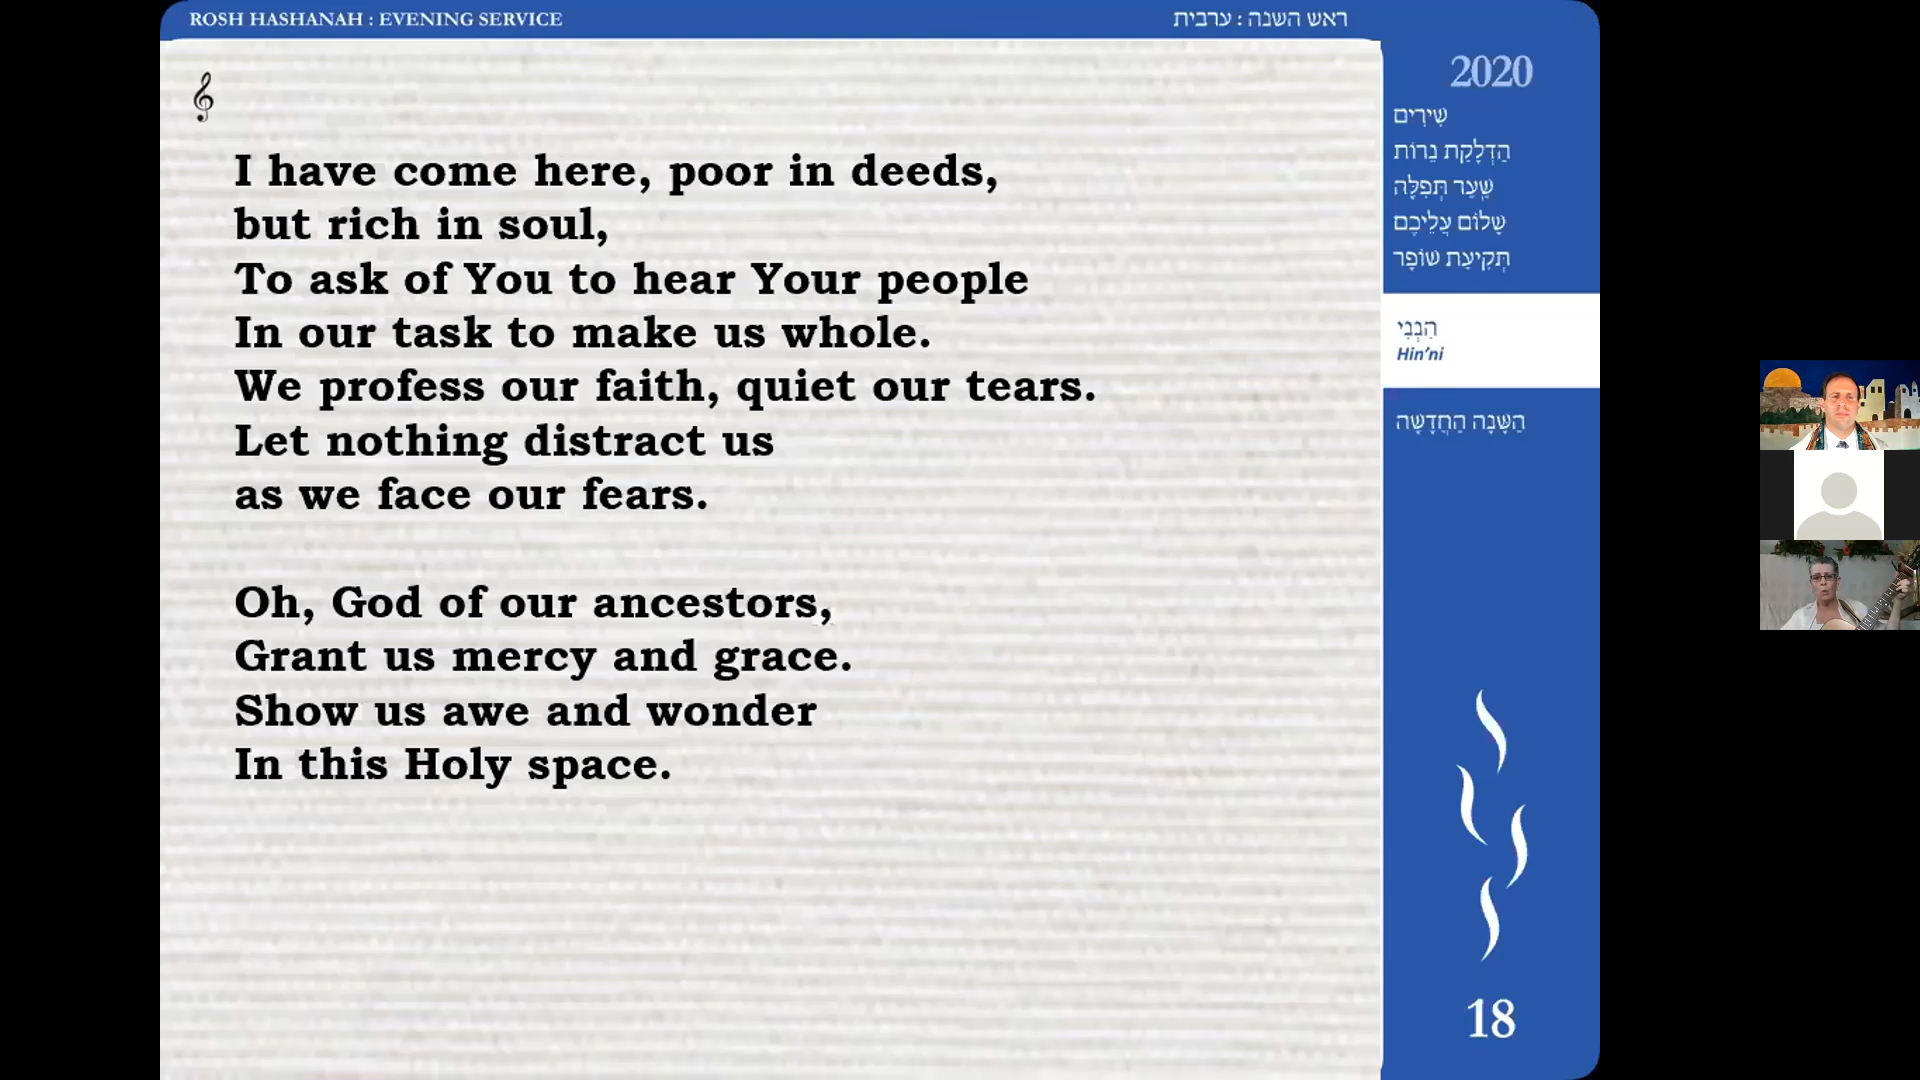 ROSH HASHANAH : EVENING SERVICE
ראש השנה : ערבית
I have come here, poor in deeds,
but rich in soul,
To ask of You to hear Your people
In our task to make us whole.
We profess our faith, quiet our tears.
Let nothing distract us
as we face our fears.
Oh, God of our ancestors,
Grant us mercy and grace.
Show us awe and wonder
In this Holy space.
2020
שִׁירִים
הַדְלָקַת נֵרוֹת
שַֽׁעַר תְּפִלָּה
שָׁלוֹם עֲלֵיכֶם
תְּקִיעַת שׁוֹפָר
הִנְנִי
Hin’ni
הַשָּׁנָה הַחֲדָשָׁה
18